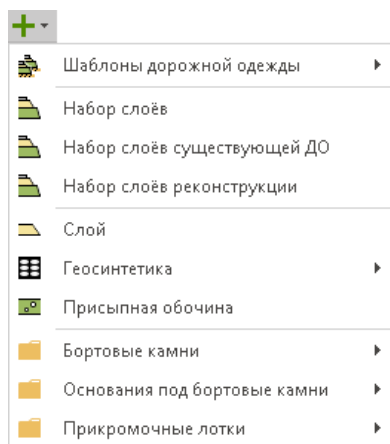 Шаблоны дорожной одежды
Набор слоёв
Набор слоёв существующей ДО
Набор слоёв реконструкции
Слой
Геосинтетика
Присыпная обочина
Бортовые камни
Основания под бортовые камни
Прикромочные лотки